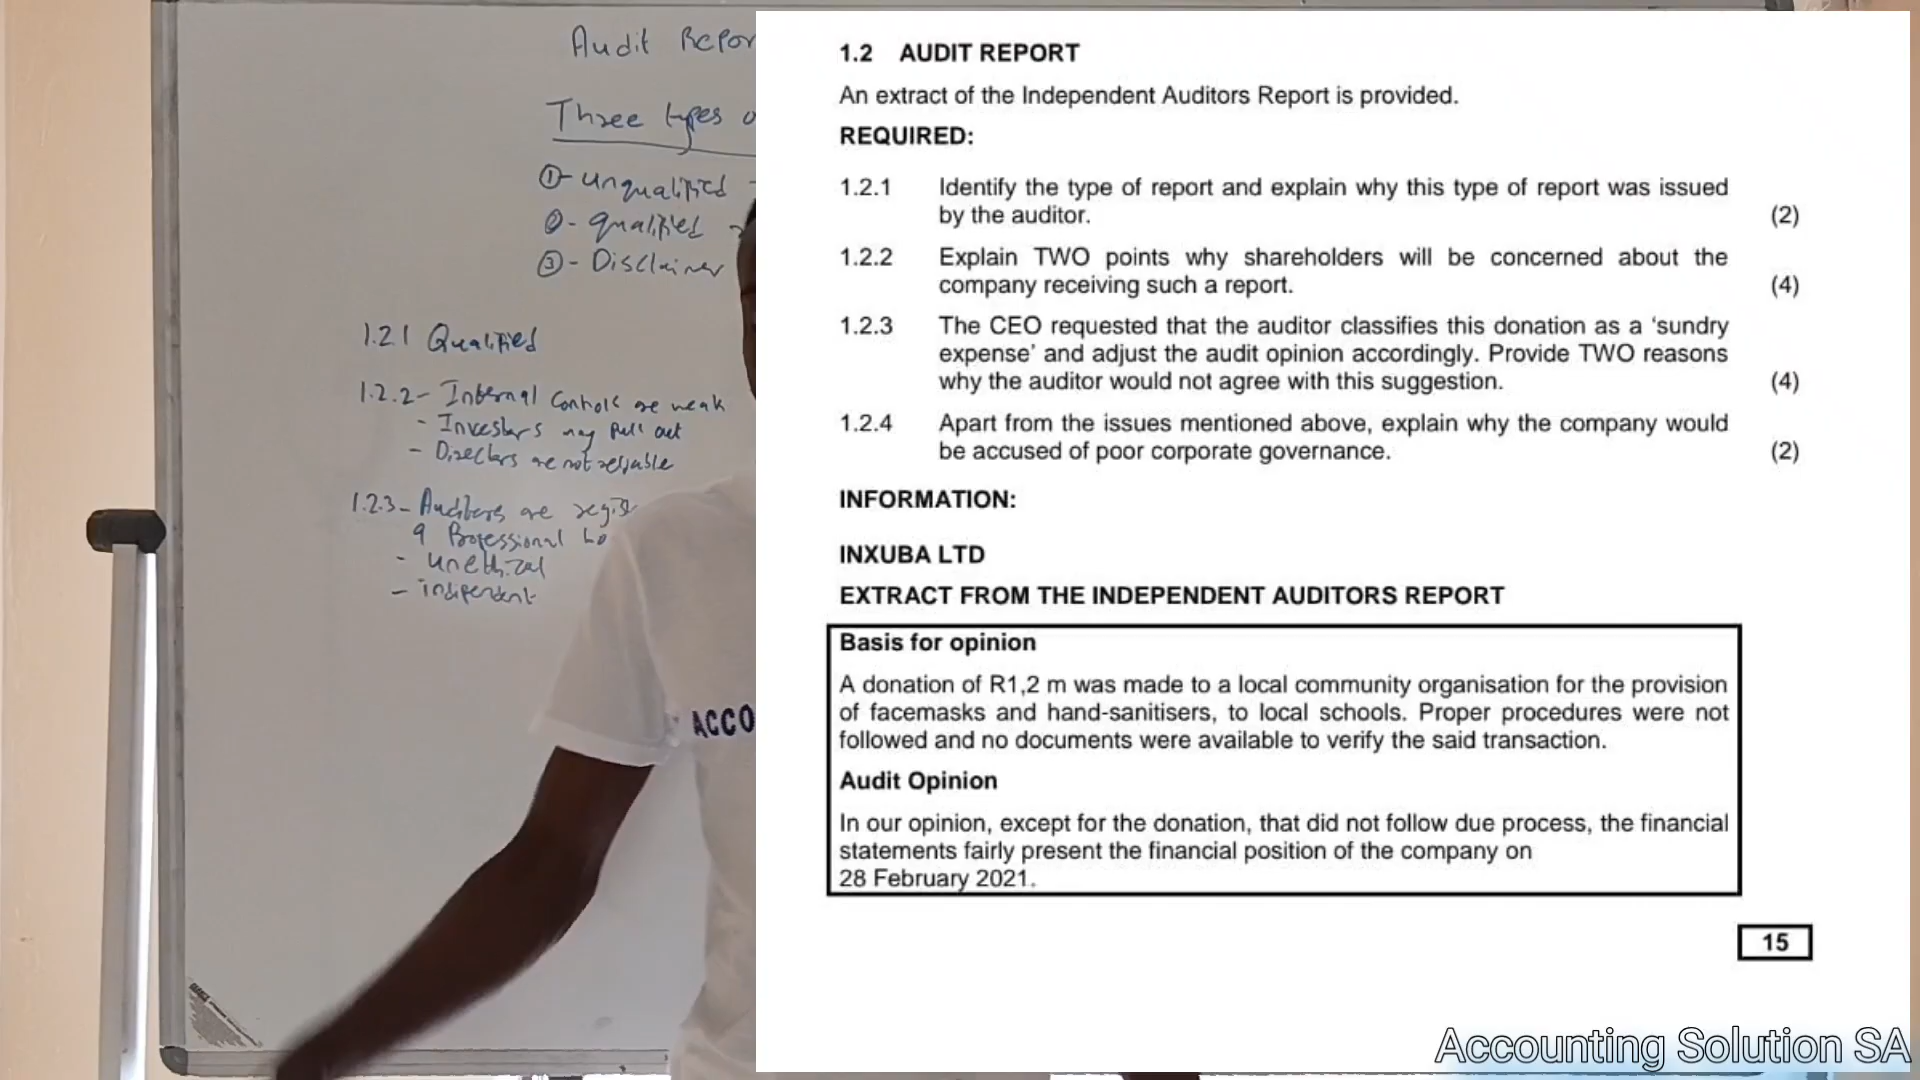 Audit Repor
Three types o
① - unqualified -
② - qualified
③ - Disclaimer
1.2.1 Qualified
1.2.2 - Internal controls are weak
- Investors may pull out
- Directors are not reliable
1.2.3 - Auditors are regis
a Professional bo
- unethical
- independent
ACCO
1.2 AUDIT REPORT
An extract of the Independent Auditors Report is provided.
REQUIRED:
1.2.1 Identify the type of report and explain why this type of report was issued
by the auditor. (2)
1.2.2 Explain TWO points why shareholders will be concerned about the
company receiving such a report. (4)
1.2.3 The CEO requested that the auditor classifies this donation as a ‘sundry
expense’ and adjust the audit opinion accordingly. Provide TWO reasons
why the auditor would not agree with this suggestion. (4)
1.2.4 Apart from the issues mentioned above, explain why the company would
be accused of poor corporate governance. (2)
INFORMATION:
INXUBA LTD
EXTRACT FROM THE INDEPENDENT AUDITORS REPORT
Basis for opinion
A donation of R1,2 m was made to a local community organisation for the provision
of facemasks and hand-sanitisers, to local schools. Proper procedures were not
followed and no documents were available to verify the said transaction.
Audit Opinion
In our opinion, except for the donation, that did not follow due process, the financial
statements fairly present the financial position of the company on
28 February 2021.
15
Accounting Solution SA